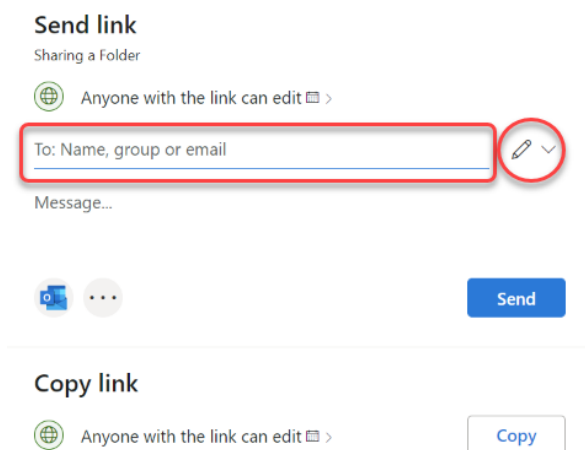 Send link
Sharing a Folder
Anyone with the link can edit
To: Name, group or email
Message...
Send
Copy link
Anyone with the link can edit
Copy